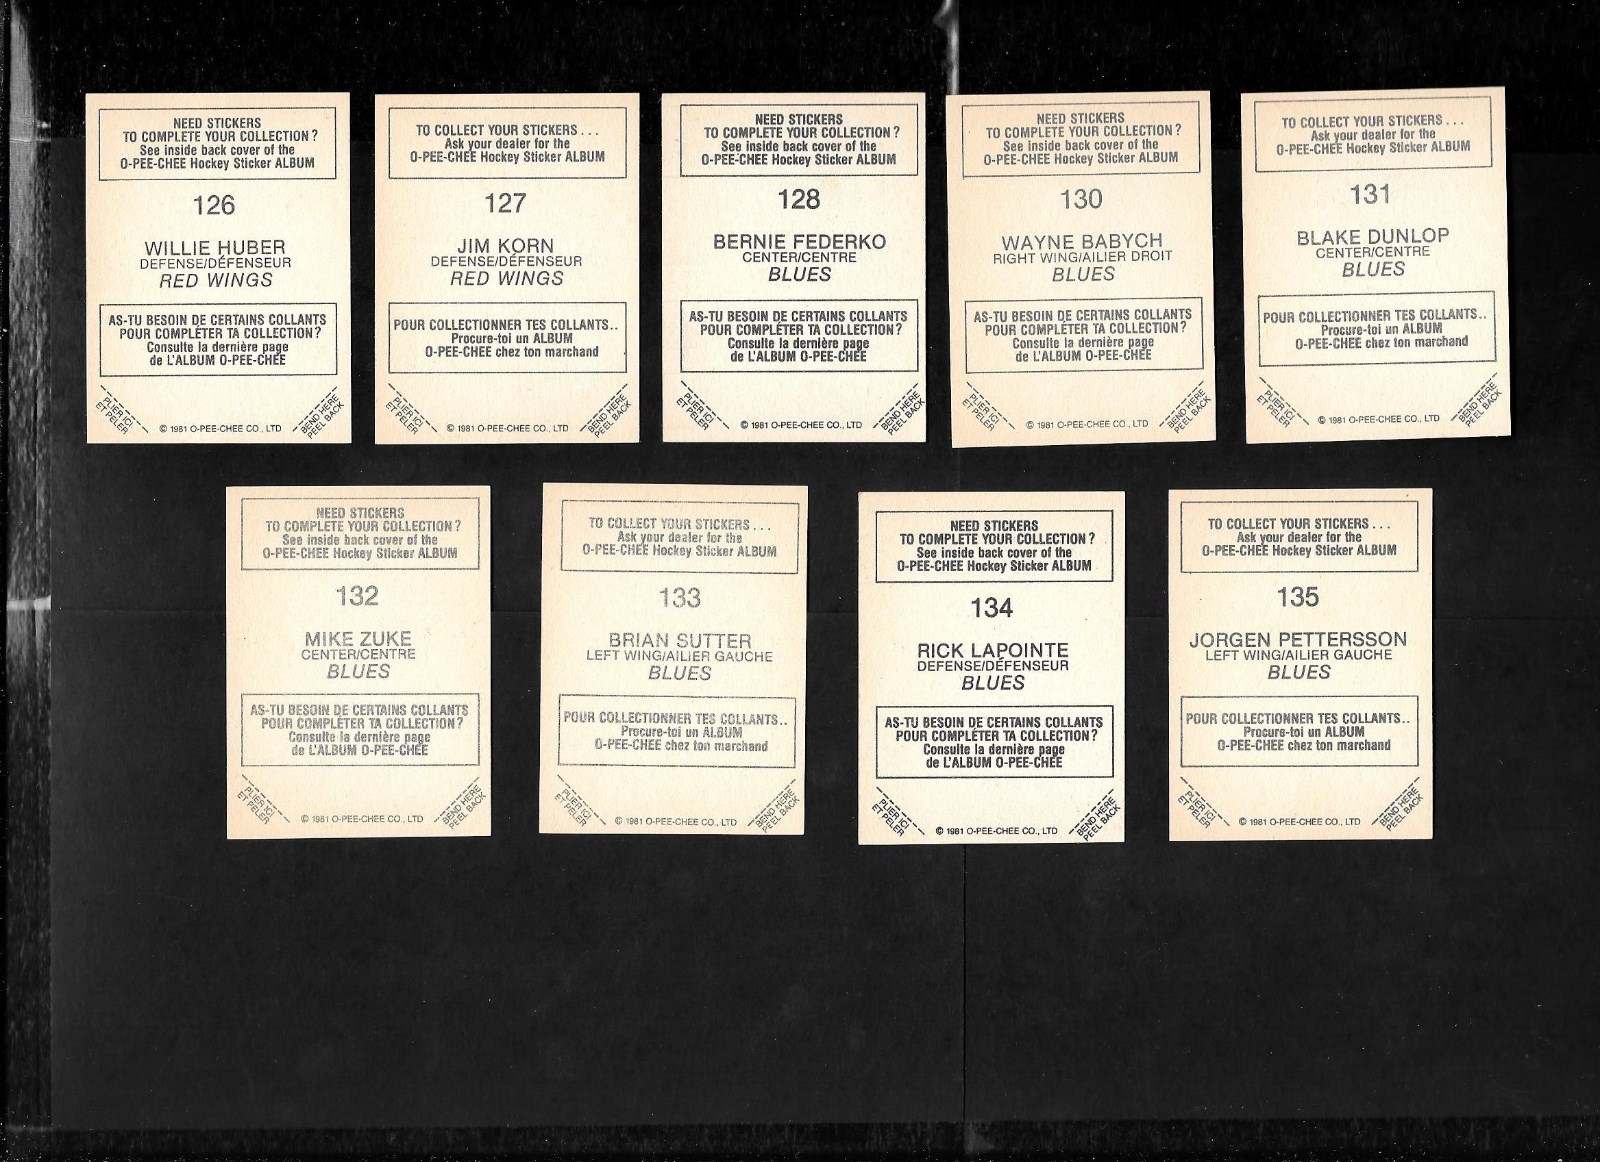 NEED STICKERS
TO COMPLETE YOUR COLLECTION?
See inside back cover of the
O-PEE-CHEE Hockey Sticker ALBUM
126
WILLIE HUBER
DEFENSE/DÉFENSEUR
RED WINGS
AS-TU BESOIN DE CERTAINS COLLANTS
POUR COMPLÉTER TA COLLECTION?
Consulte la dernière page
de L'ALBUM O-PEE-CHEE
PLIER ICI
ET PELER
© 1981 O-PEE-CHEE CO., LTD
BEND HERE
PEEL BACK
TO COLLECT YOUR STICKERS...
Ask your dealer for the
O-PEE-CHEE Hockey Sticker ALBUM
127
JIM KORN
DEFENSE/DÉFENSEUR
RED WINGS
POUR COLLECTIONNER TES COLLANTS..
Procure-toi un ALBUM
O-PEE-CHEE chez ton marchand
PLIER ICI
ET PELER
© 1981 O-PEE-CHEE CO., LTD
BEND HERE
PEEL BACK
NEED STICKERS
TO COMPLETE YOUR COLLECTION?
See inside back cover of the
O-PEE-CHEE Hockey Sticker ALBUM
128
BERNIE FEDERKO
CENTER/CENTRE
BLUES
AS-TU BESOIN DE CERTAINS COLLANTS
POUR COMPLÉTER TA COLLECTION?
Consulte la dernière page
de L'ALBUM O-PEE-CHEE
PLIER ICI
ET PELER
© 1981 O-PEE-CHEE CO., LTD
BEND HERE
PEEL BACK
NEED STICKERS
TO COMPLETE YOUR COLLECTION?
See inside back cover of the
O-PEE-CHEE Hockey Sticker ALBUM
130
WAYNE BABYCH
RIGHT WING/AILIER DROIT
BLUES
AS-TU BESOIN DE CERTAINS COLLANTS
POUR COMPLÉTER TA COLLECTION?
Consulte la dernière page
de L'ALBUM O-PEE-CHEE
PLIER ICI
ET PELER
© 1981 O-PEE-CHEE CO., LTD
BEND HERE
PEEL BACK
TO COLLECT YOUR STICKERS...
Ask your dealer for the
O-PEE-CHEE Hockey Sticker ALBUM
131
BLAKE DUNLOP
CENTER/CENTRE
BLUES
POUR COLLECTIONNER TES COLLANTS..
Procure-toi un ALBUM
O-PEE-CHEE chez ton marchand
PLIER ICI
ET PELER
© 1981 O-PEE-CHEE CO., LTD
BEND HERE
PEEL BACK
NEED STICKERS
TO COMPLETE YOUR COLLECTION?
See inside back cover of the
O-PEE-CHEE Hockey Sticker ALBUM
132
MIKE ZUKE
CENTER/CENTRE
BLUES
AS-TU BESOIN DE CERTAINS COLLANTS
POUR COMPLÉTER TA COLLECTION?
Consulte la dernière page
de L'ALBUM O-PEE-CHEE
PLIER ICI
ET PELER
© 1981 O-PEE-CHEE CO., LTD
BEND HERE
PEEL BACK
TO COLLECT YOUR STICKERS...
Ask your dealer for the
O-PEE-CHEE Hockey Sticker ALBUM
133
BRIAN SUTTER
LEFT WING/AILIER GAUCHE
BLUES
POUR COLLECTIONNER TES COLLANTS..
Procure-toi un ALBUM
O-PEE-CHEE chez ton marchand
PLIER ICI
ET PELER
© 1981 O-PEE-CHEE CO., LTD
BEND HERE
PEEL BACK
NEED STICKERS
TO COMPLETE YOUR COLLECTION?
See inside back cover of the
O-PEE-CHEE Hockey Sticker ALBUM
134
RICK LAPOINTE
DEFENSE/DÉFENSEUR
BLUES
AS-TU BESOIN DE CERTAINS COLLANTS
POUR COMPLÉTER TA COLLECTION?
Consulte la dernière page
de L'ALBUM O-PEE-CHEE
PLIER ICI
ET PELER
© 1981 O-PEE-CHEE CO., LTD
BEND HERE
PEEL BACK
TO COLLECT YOUR STICKERS...
Ask your dealer for the
O-PEE-CHEE Hockey Sticker ALBUM
135
JORGEN PETTERSSON
LEFT WING/AILIER GAUCHE
BLUES
POUR COLLECTIONNER TES COLLANTS..
Procure-toi un ALBUM
O-PEE-CHEE chez ton marchand
PLIER ICI
ET PELER
© 1981 O-PEE-CHEE CO., LTD
BEND HERE
PEEL BACK